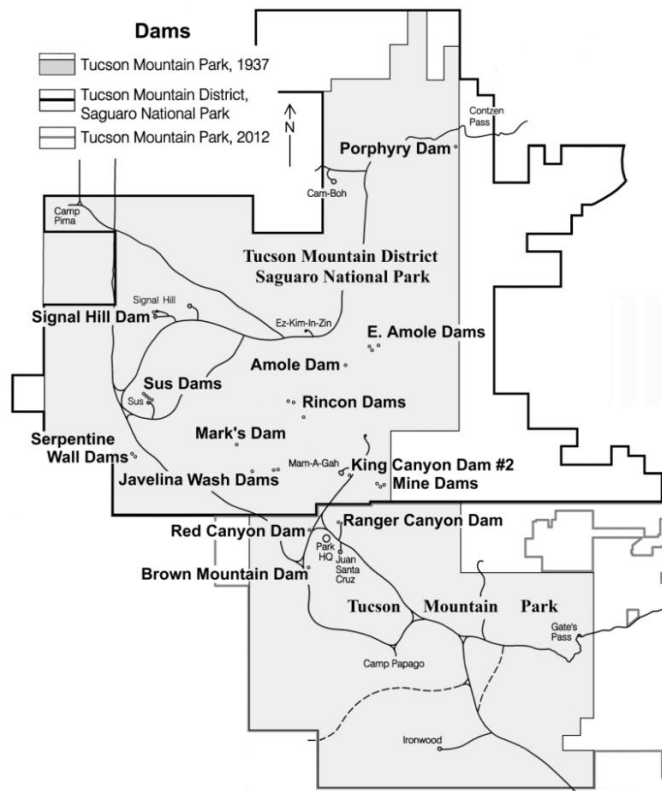 Dams
Tucson Mountain Park, 1937
Tucson Mountain District,
Saguaro National Park
Tucson Mountain Park, 2012
N
Contzen
Pass
Porphyry Dam
Cam-Boh
Camp
Pima
Tucson Mountain District
Saguaro National Park
Signal Hill
Signal Hill Dam
Ez-Kim-In-Zin
E. Amole Dams
Amole Dam
Sus Dams
Sus
Rincon Dams
Mark's Dam
Serpentine
Wall Dams
Mam-A-Gah
King Canyon Dam #2
Javelina Wash Dams
Mine Dams
Red Canyon Dam
Ranger Canyon Dam
Park
HQ
Juan
Santa
Cruz
Brown Mountain Dam
Tucson Mountain Park
Gate's
Pass
Camp Papago
Ironwood